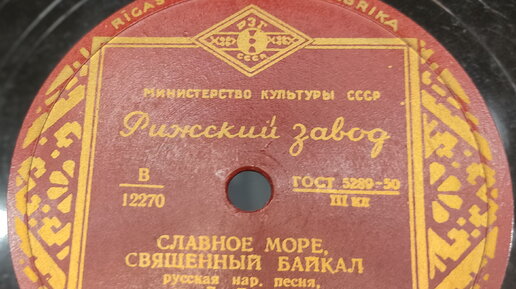 RIGAS
BRIKA
РЗГ
СССР
МИНИСТЕРСТВО КУЛЬТУРЫ СССР
Рижский завод
В
12270
ГОСТ 5289-50
III кл
СЛАВНОЕ МОРЕ,
СВЯЩЕННЫЙ БАЙКАЛ
русская нар. песня,